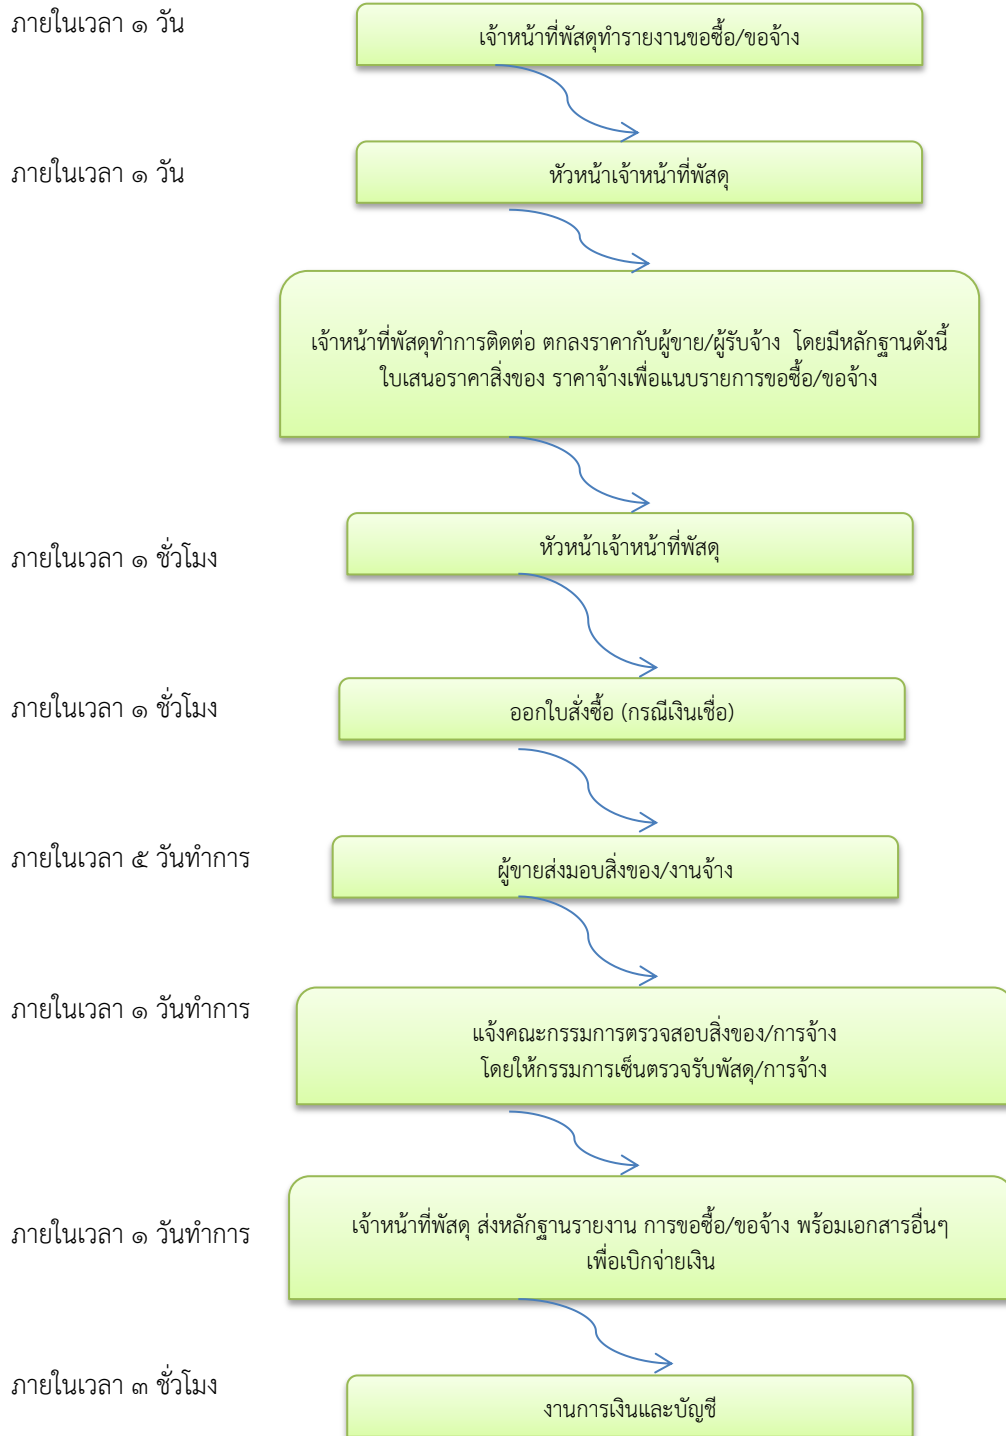 ภายในเวลา ๑ วัน
เจ้าหน้าที่พัสดุทำรายงานขอซื้อ/ขอจ้าง
ภายในเวลา ๑ วัน
หัวหน้าเจ้าหน้าที่พัสดุ
เจ้าหน้าที่พัสดุทำการติดต่อ ตกลงราคากับผู้ขาย/ผู้รับจ้าง โดยมีหลักฐานดังนี้
ใบเสนอราคาสิ่งของ ราคาจ้างเพื่อแนบรายการขอซื้อ/ขอจ้าง
ภายในเวลา ๑ ชั่วโมง
หัวหน้าเจ้าหน้าที่พัสดุ
ภายในเวลา ๑ ชั่วโมง
ออกใบสั่งซื้อ (กรณีเงินเชื่อ)
ภายในเวลา ๕ วันทำการ
ผู้ขายส่งมอบสิ่งของ/งานจ้าง
ภายในเวลา ๑ วันทำการ
แจ้งคณะกรรมการตรวจสอบสิ่งของ/การจ้าง
โดยให้กรรมการเซ็นตรวจรับพัสดุ/การจ้าง
ภายในเวลา ๑ วันทำการ
เจ้าหน้าที่พัสดุ ส่งหลักฐานรายงาน การขอซื้อ/ขอจ้าง พร้อมเอกสารอื่นๆ
เพื่อเบิกจ่ายเงิน
ภายในเวลา ๓ ชั่วโมง
งานการเงินและบัญชี